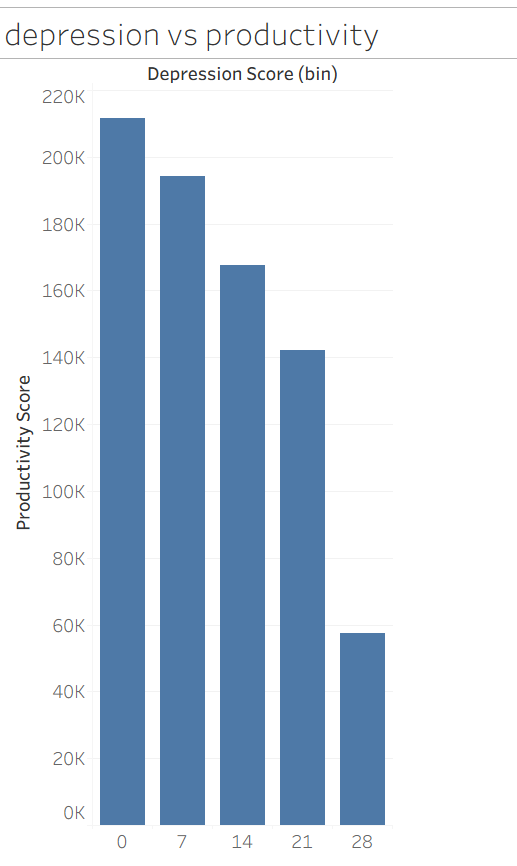 depression vs productivity
Depression Score (bin)
220K
200K
180K
160K
140K
120K
100K
80K
60K
40K
20K
0K
Productivity Score
0 7 14 21 28